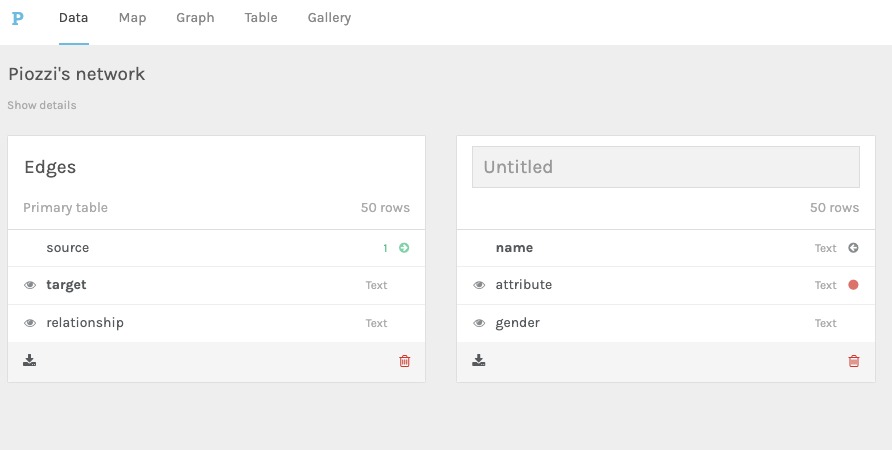 P Data Map Graph Table Gallery
Piozzi's network
Show details
Edges
Primary table 50 rows
source 1
target Text
relationship Text
Untitled
50 rows
name Text
attribute Text
gender Text